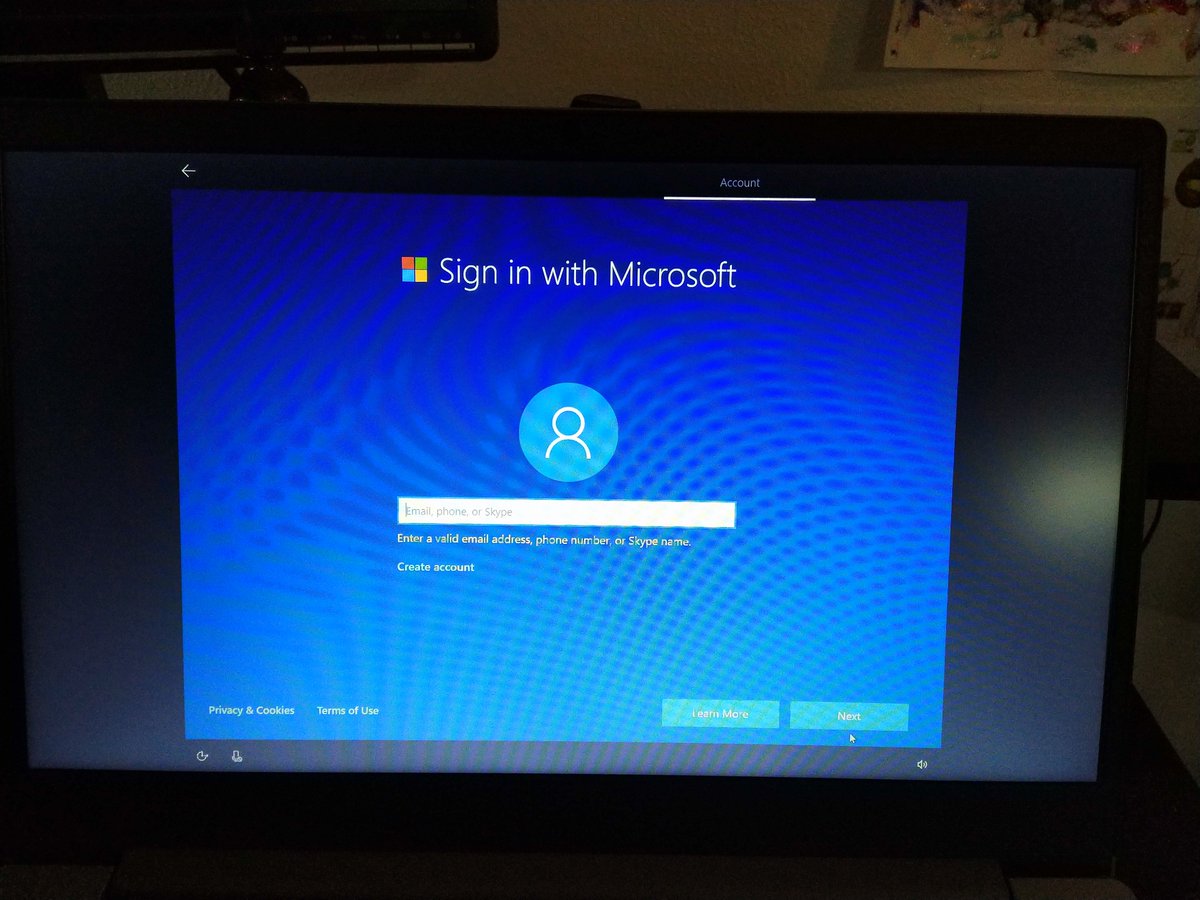 Account
Sign in with Microsoft
Email, phone, or Skype
Enter a valid email address, phone number, or Skype name.
Create account
Privacy & Cookies
Terms of Use
Learn More
Next